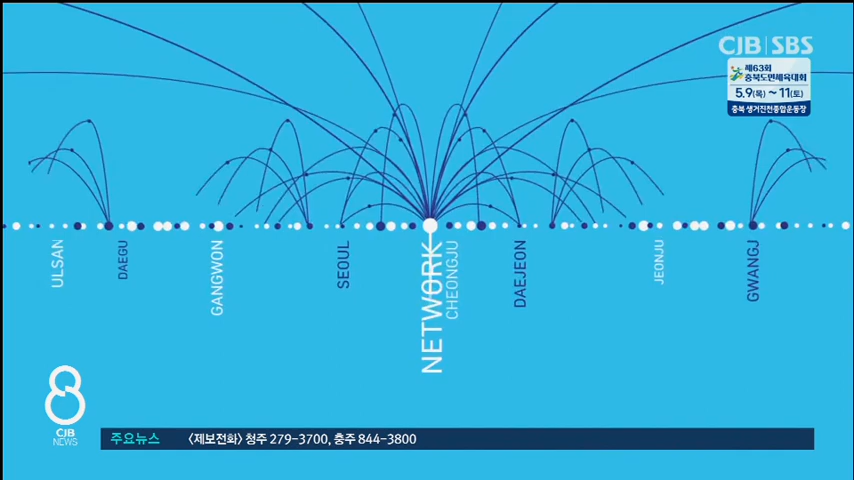 CJB SBS
제63회
충북도민체육대회
5.9(목) ~ 11(토)
충북 생거진천종합운동장
ULSAN
DAEGU
GANGWON
SEOUL
NETWORK
CHEONGJU
DAEJEON
JEONJU
GWANGJ
8
CJB
NEWS
주요뉴스 〈제보전화〉 청주 279-3700, 충주 844-3800